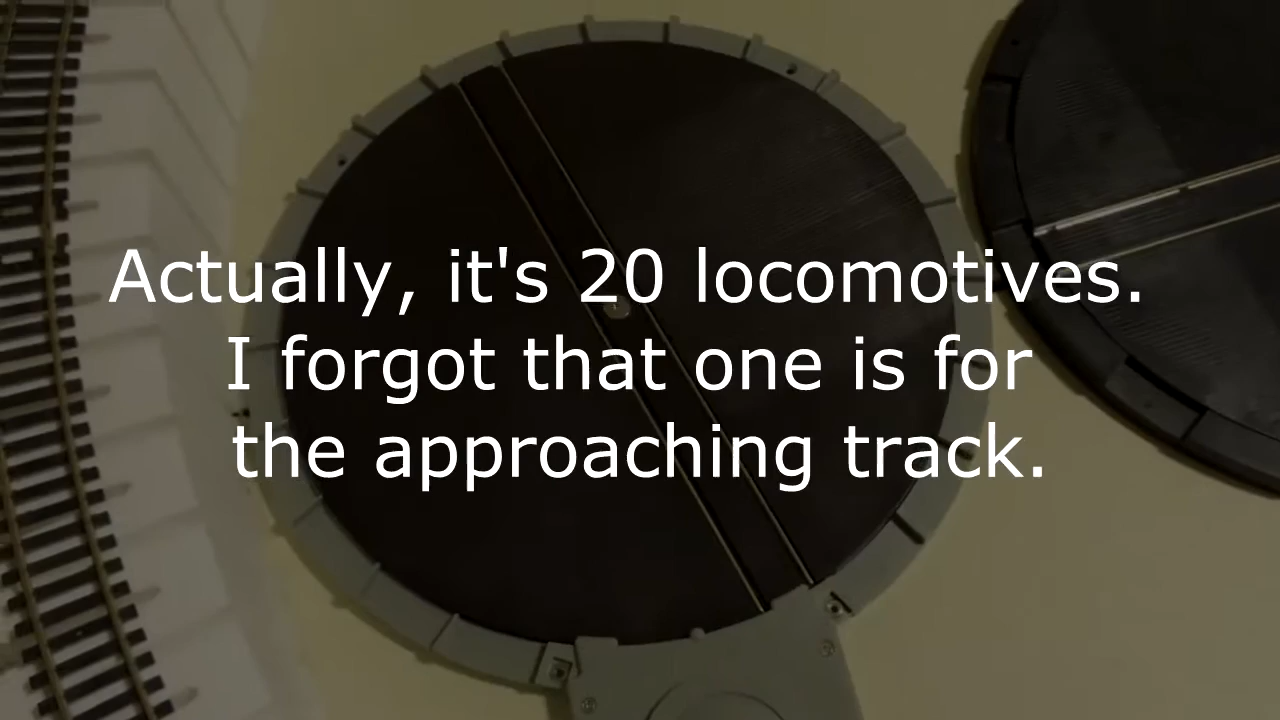 Actually, it's 20 locomotives.
I forgot that one is for
the approaching track.